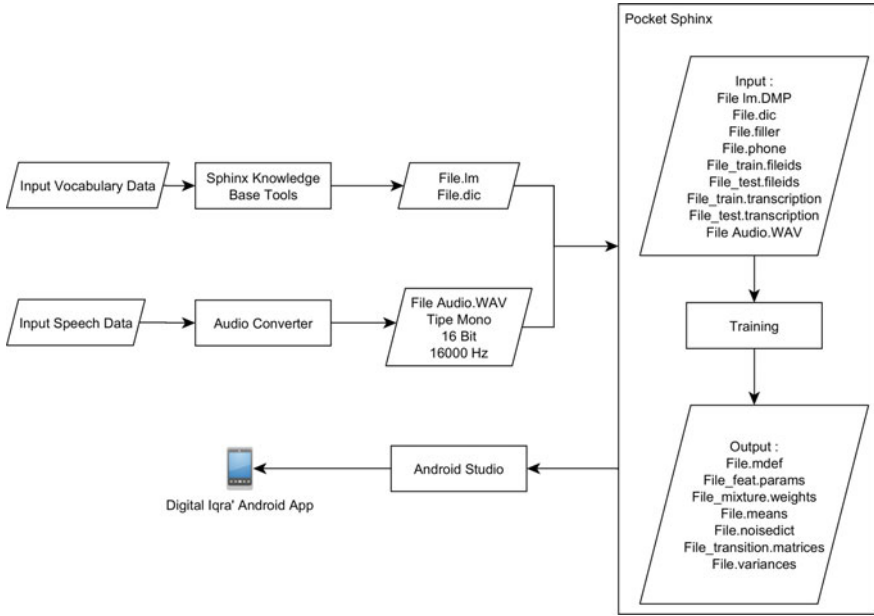 Pocket Sphinx
Input :
File lm.DMP
File.dic
File.filler
File.phone
File_train.fileids
File_test.fileids
File_train.transcription
File_test.transcription
File Audio.WAV
Input Vocabulary Data
Sphinx Knowledge
Base Tools
File.lm
File.dic
Input Speech Data
Audio Converter
File Audio.WAV
Tipe Mono
16 Bit
16000 Hz
Training
Output :
File.mdef
File_feat.params
File_mixture.weights
File.means
File.noisedict
File_transition.matrices
File.variances
Android Studio
Digital Iqra' Android App